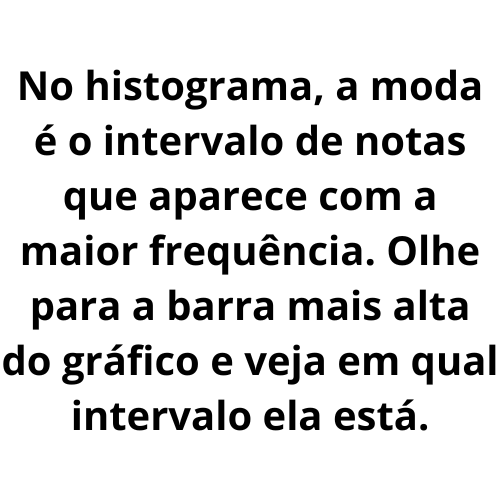 No histograma, a moda
é o intervalo de notas
que aparece com a
maior frequência. Olhe
para a barra mais alta
do gráfico e veja em qual
intervalo ela está.